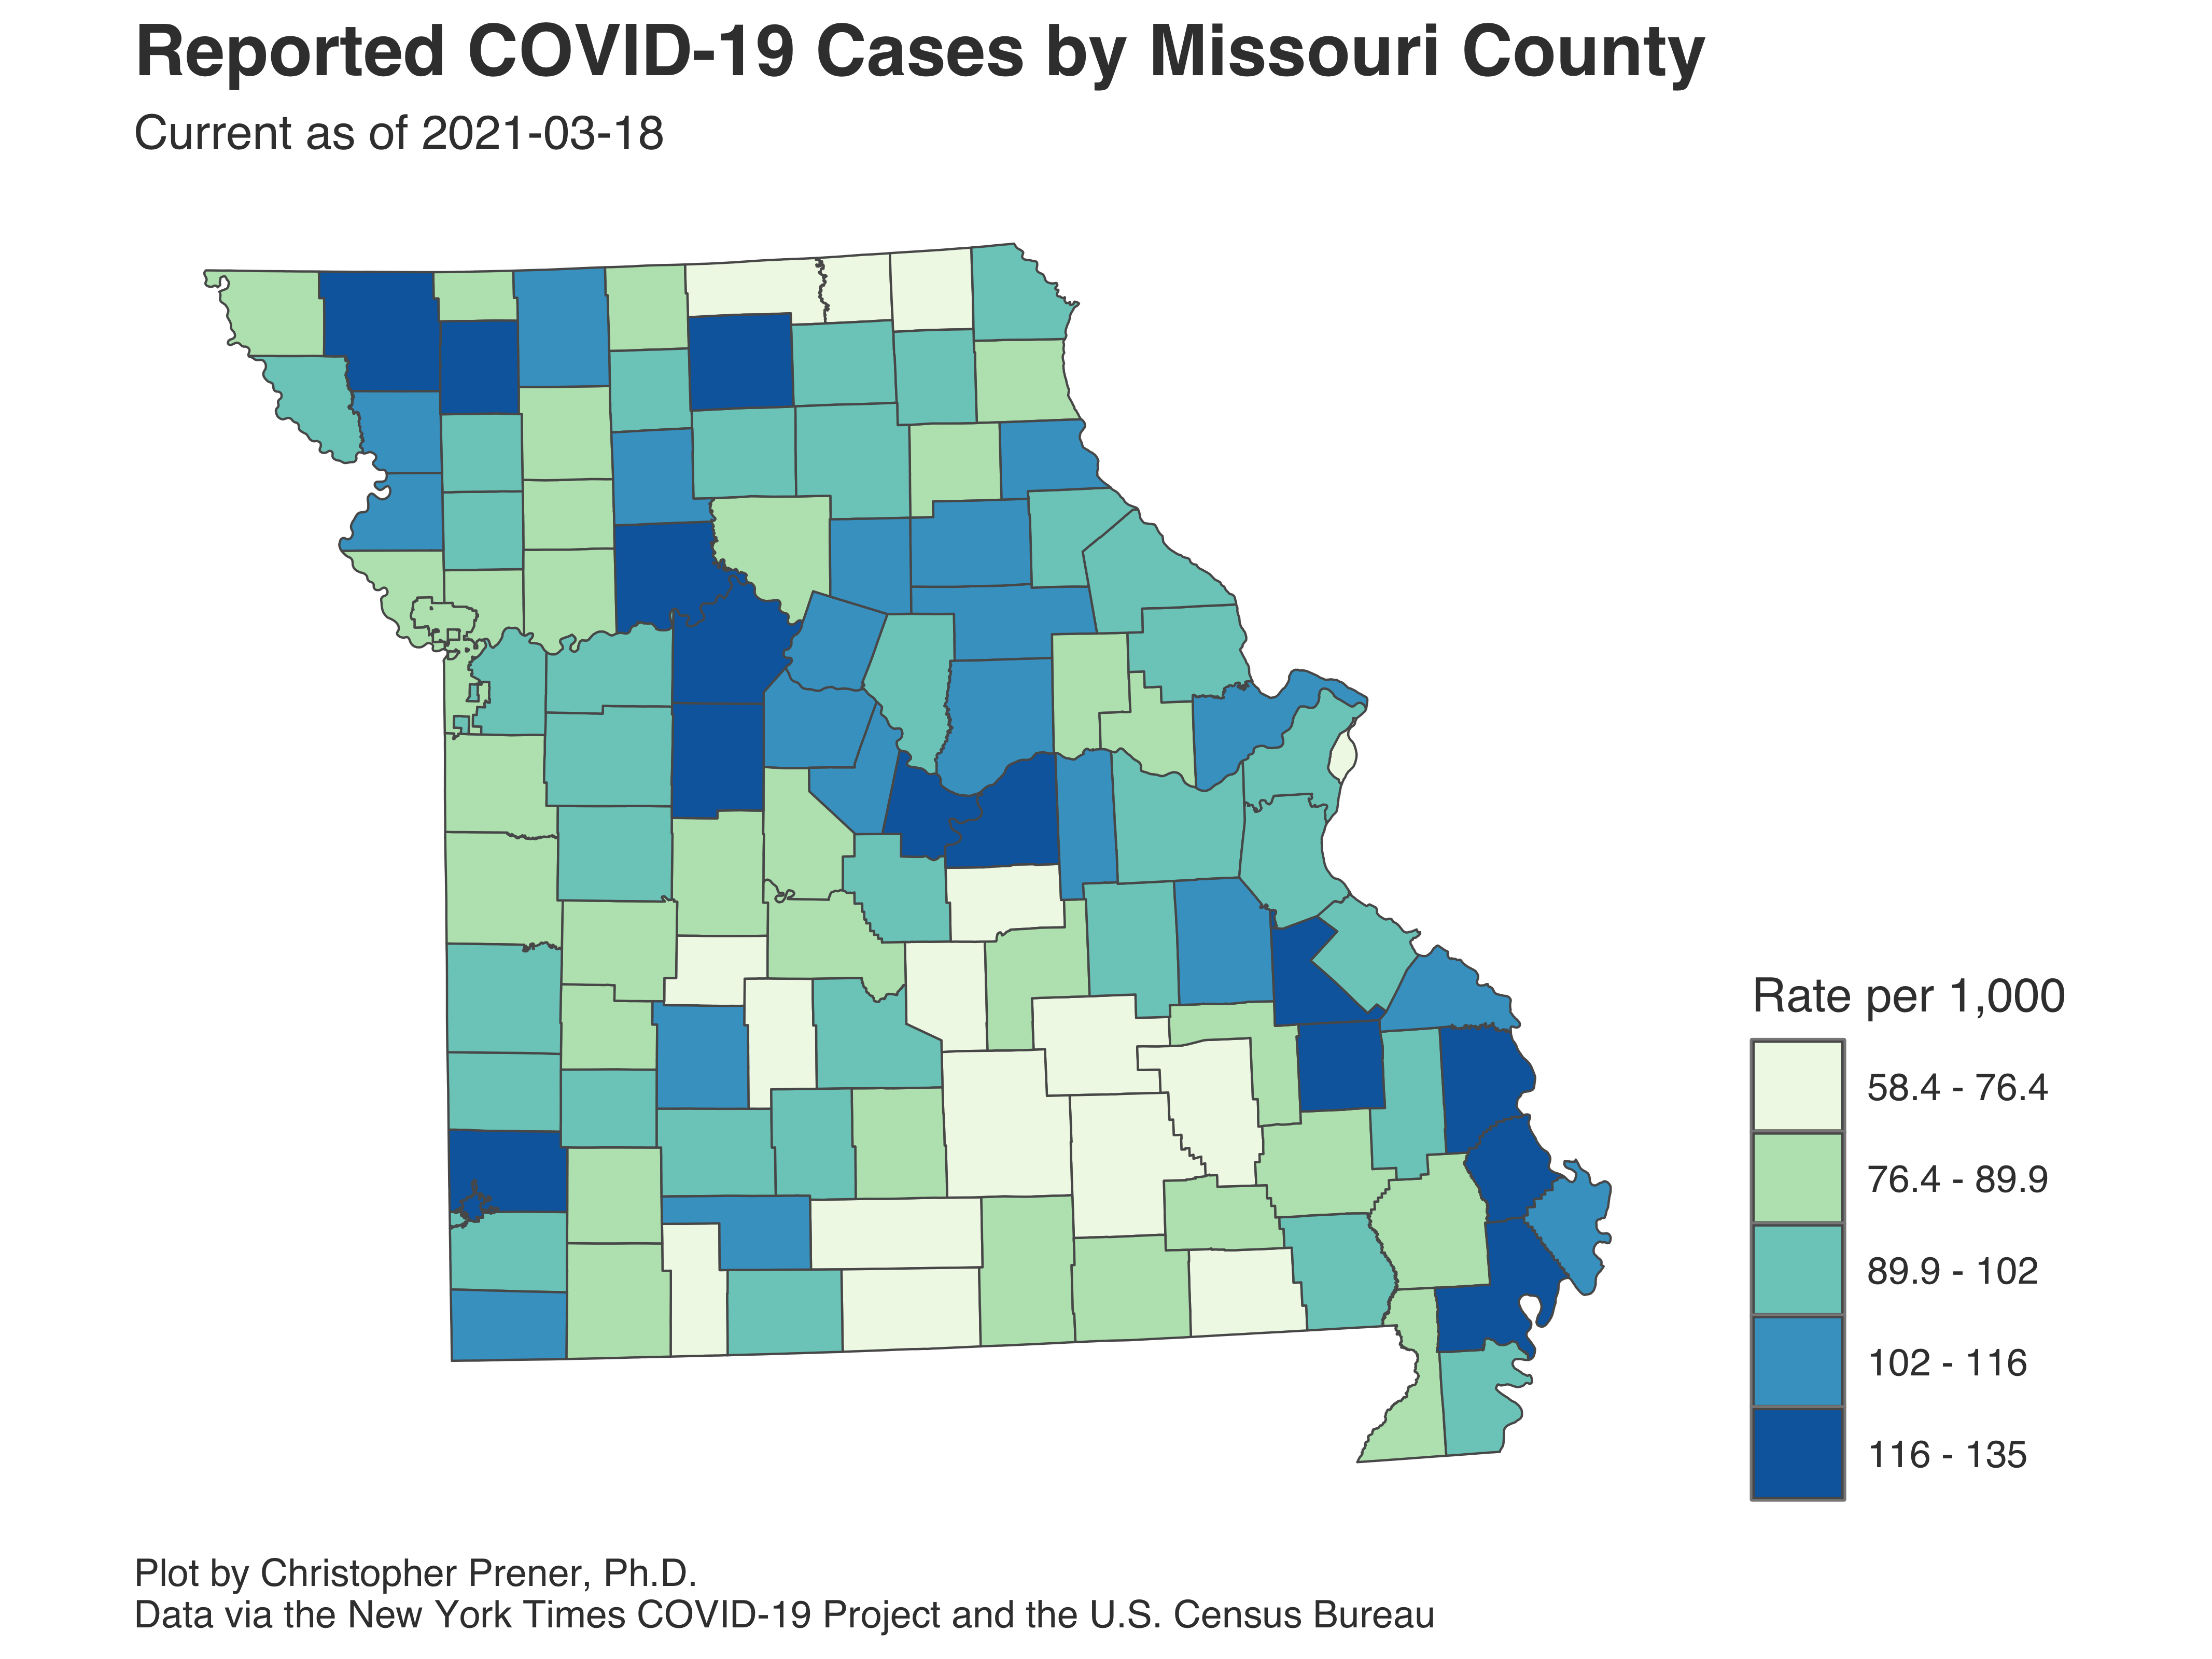 Reported COVID-19 Cases by Missouri County
Current as of 2021-03-18
Rate per 1,000
58.4 - 76.4
76.4 - 89.9
89.9 - 102
102 - 116
116 - 135
Plot by Christopher Prener, Ph.D.
Data via the New York Times COVID-19 Project and the U.S. Census Bureau